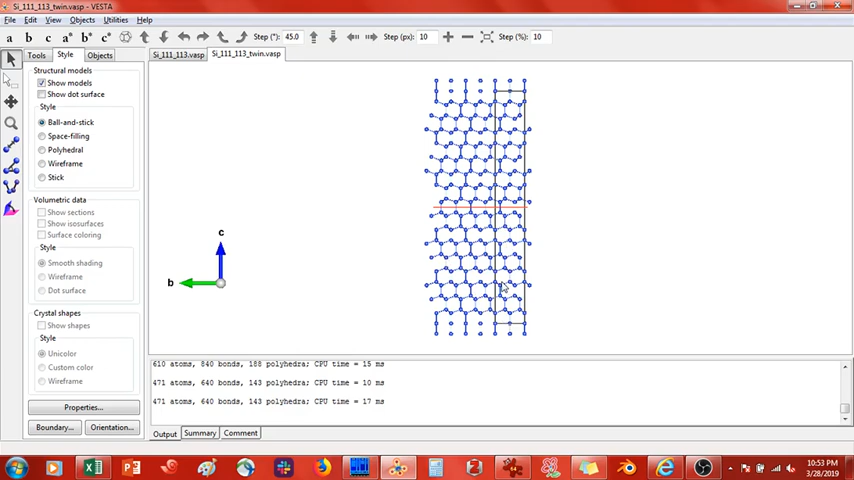 Si_111_113_twin.vasp - VESTA
File Edit View Objects Utilities Help
a b c a* b* c* Step (°): 45.0 Step (px): 10 Step (%): 10
Tools Style Objects
Si_111_113.vasp Si_111_113_twin.vasp
Structural models
Show models
Show dot surface
Style
Ball-and-stick
Space-filling
Polyhedral
Wireframe
Stick
Volumetric data
Show sections
Show isosurfaces
Surface coloring
Style
Smooth shading
Wireframe
Dot surface
Crystal shapes
Show shapes
Style
Unicolor
Custom color
Wireframe
Properties...
Boundary... Orientation...
c
b
610 atoms, 840 bonds, 188 polyhedra; CPU time = 15 ms
471 atoms, 640 bonds, 143 polyhedra; CPU time = 10 ms
471 atoms, 640 bonds, 143 polyhedra; CPU time = 17 ms
Output Summary Comment
10:53 PM
3/28/2019